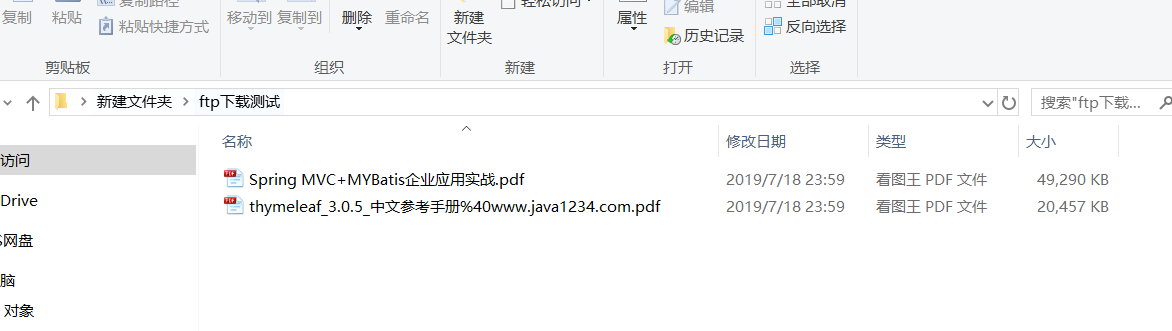 复制 粘贴 复制路径 移动到 复制到 删除 重命名 新建 轻松访问 属性 编辑 全部取消
粘贴快捷方式 文件夹 历史记录 反向选择
剪贴板 组织 新建 打开 选择
新建文件夹 ftp下载测试 搜索"ftp下载...
名称 修改日期 类型 大小
访问
Spring MVC+MYBatis企业应用实战.pdf 2019/7/18 23:59 看图王 PDF 文件 49,290 KB
Drive thymeleaf_3.0.5_中文参考手册%40www.java1234.com.pdf 2019/7/18 23:59 看图王 PDF 文件 20,457 KB
网盘
脑
对象